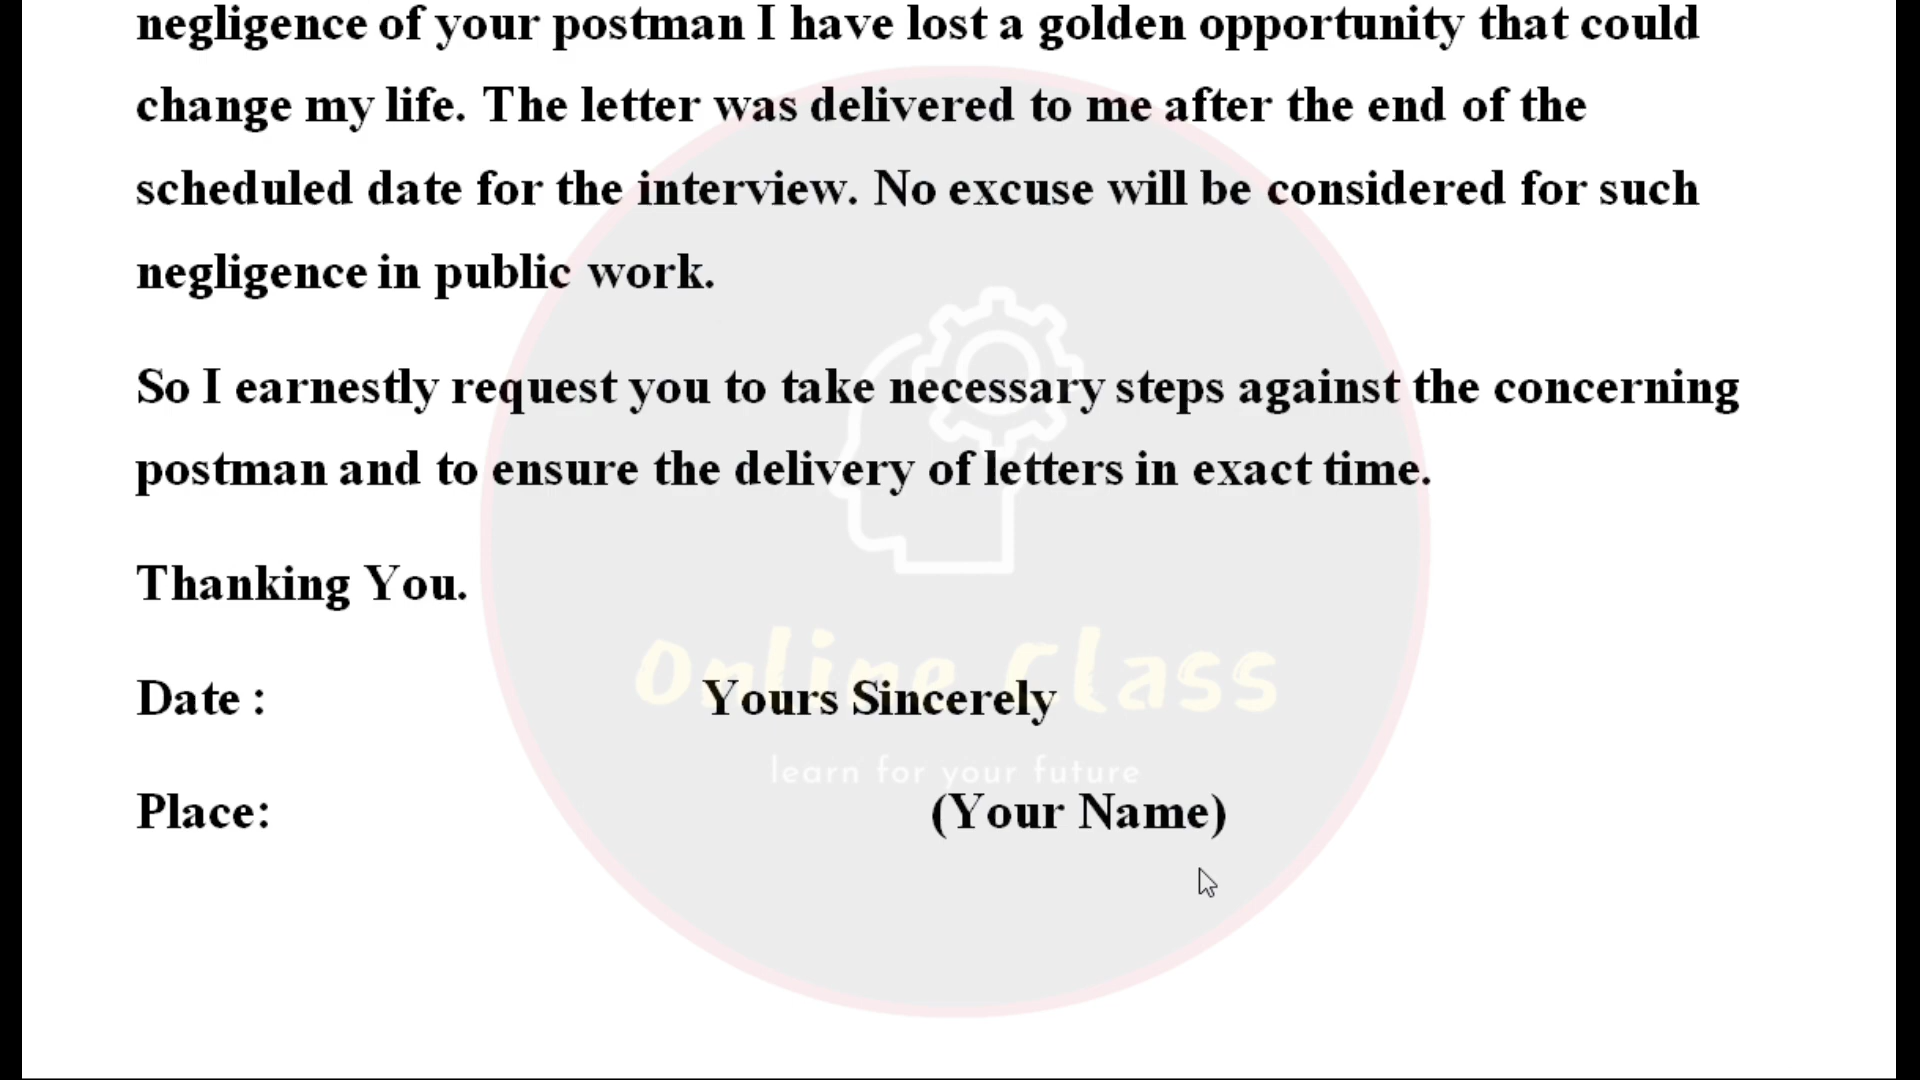 negligence of your postman I have lost a golden opportunity that could
change my life. The letter was delivered to me after the end of the
scheduled date for the interview. No excuse will be considered for such
negligence in public work.
So I earnestly request you to take necessary steps against the concerning
postman and to ensure the delivery of letters in exact time.
Thanking You.
Online Class
Date : Yours Sincerely
learn for your future
Place: (Your Name)